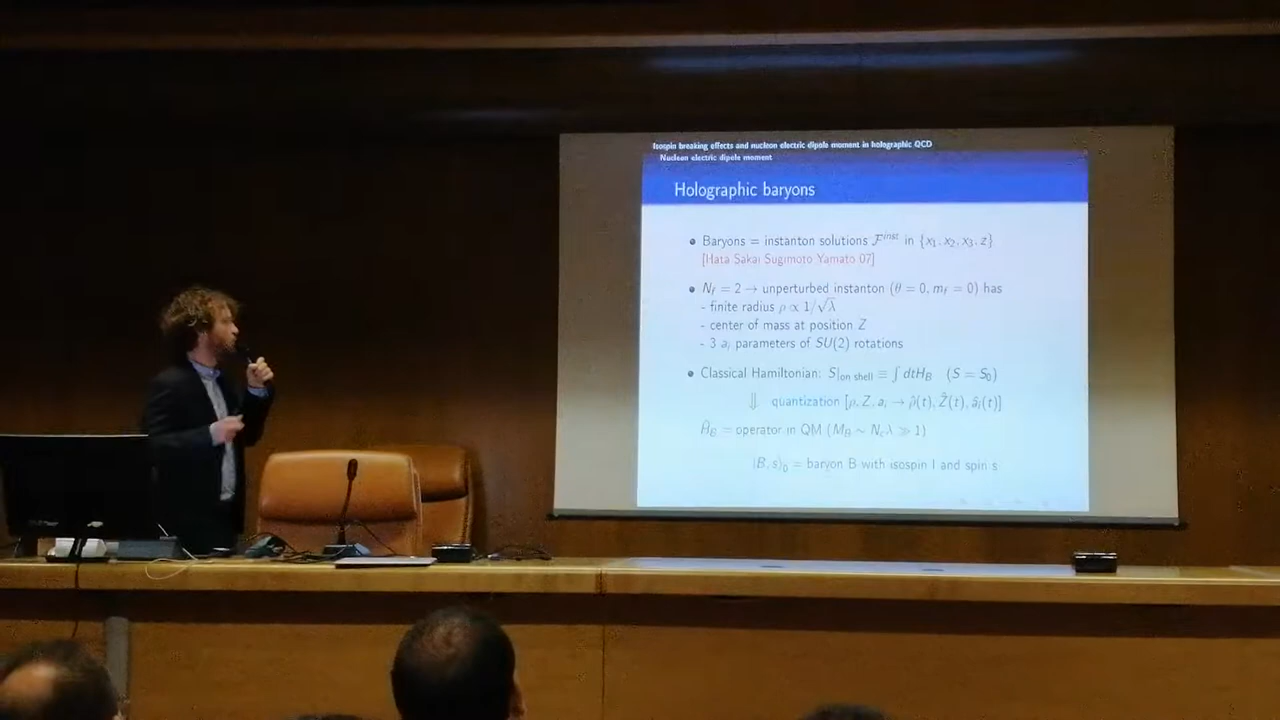 Isospin breaking effects and nucleon electric dipole moment in holographic QCD
Nucleon electric dipole moment
Holographic baryons
• Baryons = instanton solutions 𝓕^inst in {x₁, x₂, x₃, z}
[Hata Sakai Sugimoto Yamato 07]
• N_f = 2 → unperturbed instanton (θ = 0, m_f = 0) has
- finite radius ρ ∝ 1/√λ
- center of mass at position Z
- 3 a_i parameters of SU(2) rotations
• Classical Hamiltonian: S|on shell ≡ ∫ dtH_B (S = S₀)
⇓ quantization [ρ, Z, a_i → ρ̂(t), Ẑ(t), â_i(t)]
Ĥ_B = operator in QM (M_B ∼ N_c λ ≫ 1)
|B, s⟩₀ = baryon B with isospin I and spin s